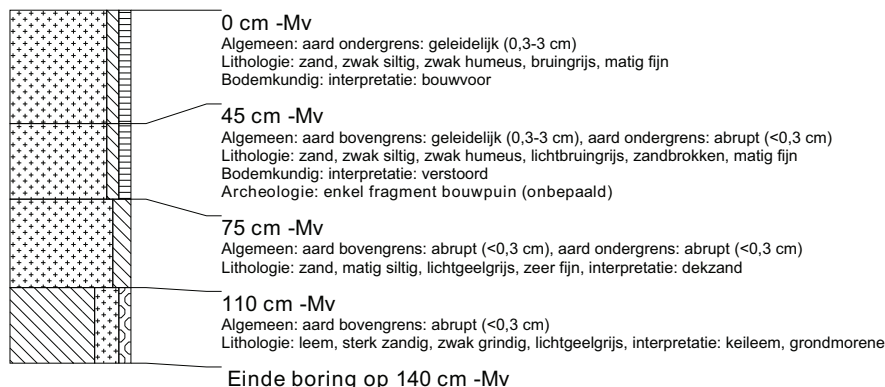 0 cm -Mv
Algemeen: aard ondergrens: geleidelijk (0,3-3 cm)
Lithologie: zand, zwak siltig, zwak humeus, bruingrijs, matig fijn
Bodemkundig: interpretatie: bouwvoor
45 cm -Mv
Algemeen: aard bovengrens: geleidelijk (0,3-3 cm), aard ondergrens: abrupt (<0,3 cm)
Lithologie: zand, zwak siltig, zwak humeus, lichtbruingrijs, zandbrokken, matig fijn
Bodemkundig: interpretatie: verstoord
Archeologie: enkel fragment bouwpuin (onbepaald)
75 cm -Mv
Algemeen: aard bovengrens: abrupt (<0,3 cm), aard ondergrens: abrupt (<0,3 cm)
Lithologie: zand, matig siltig, lichtgeelgrijs, zeer fijn, interpretatie: dekzand
110 cm -Mv
Algemeen: aard bovengrens: abrupt (<0,3 cm)
Lithologie: leem, sterk zandig, zwak grindig, lichtgeelgrijs, interpretatie: keileem, grondmorene
Einde boring op 140 cm -Mv